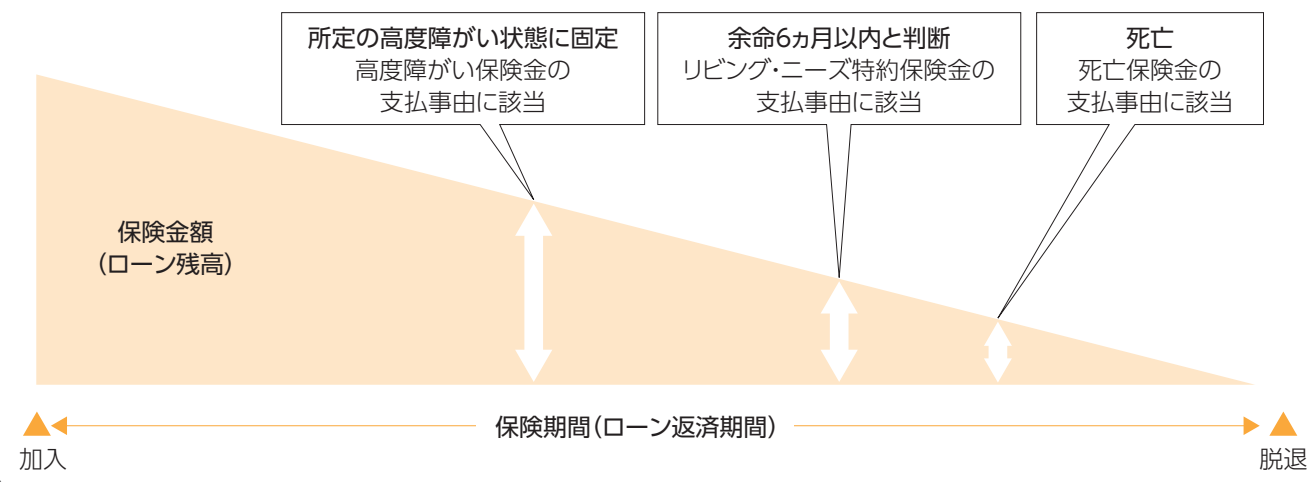 所定の高度障がい状態に固定
高度障がい保険金の
支払事由に該当
余命6ヵ月以内と判断
リビング・ニーズ特約保険金の
支払事由に該当
死亡
死亡保険金の
支払事由に該当
保険金額
（ローン残高）
保険期間（ローン返済期間）
加入
脱退